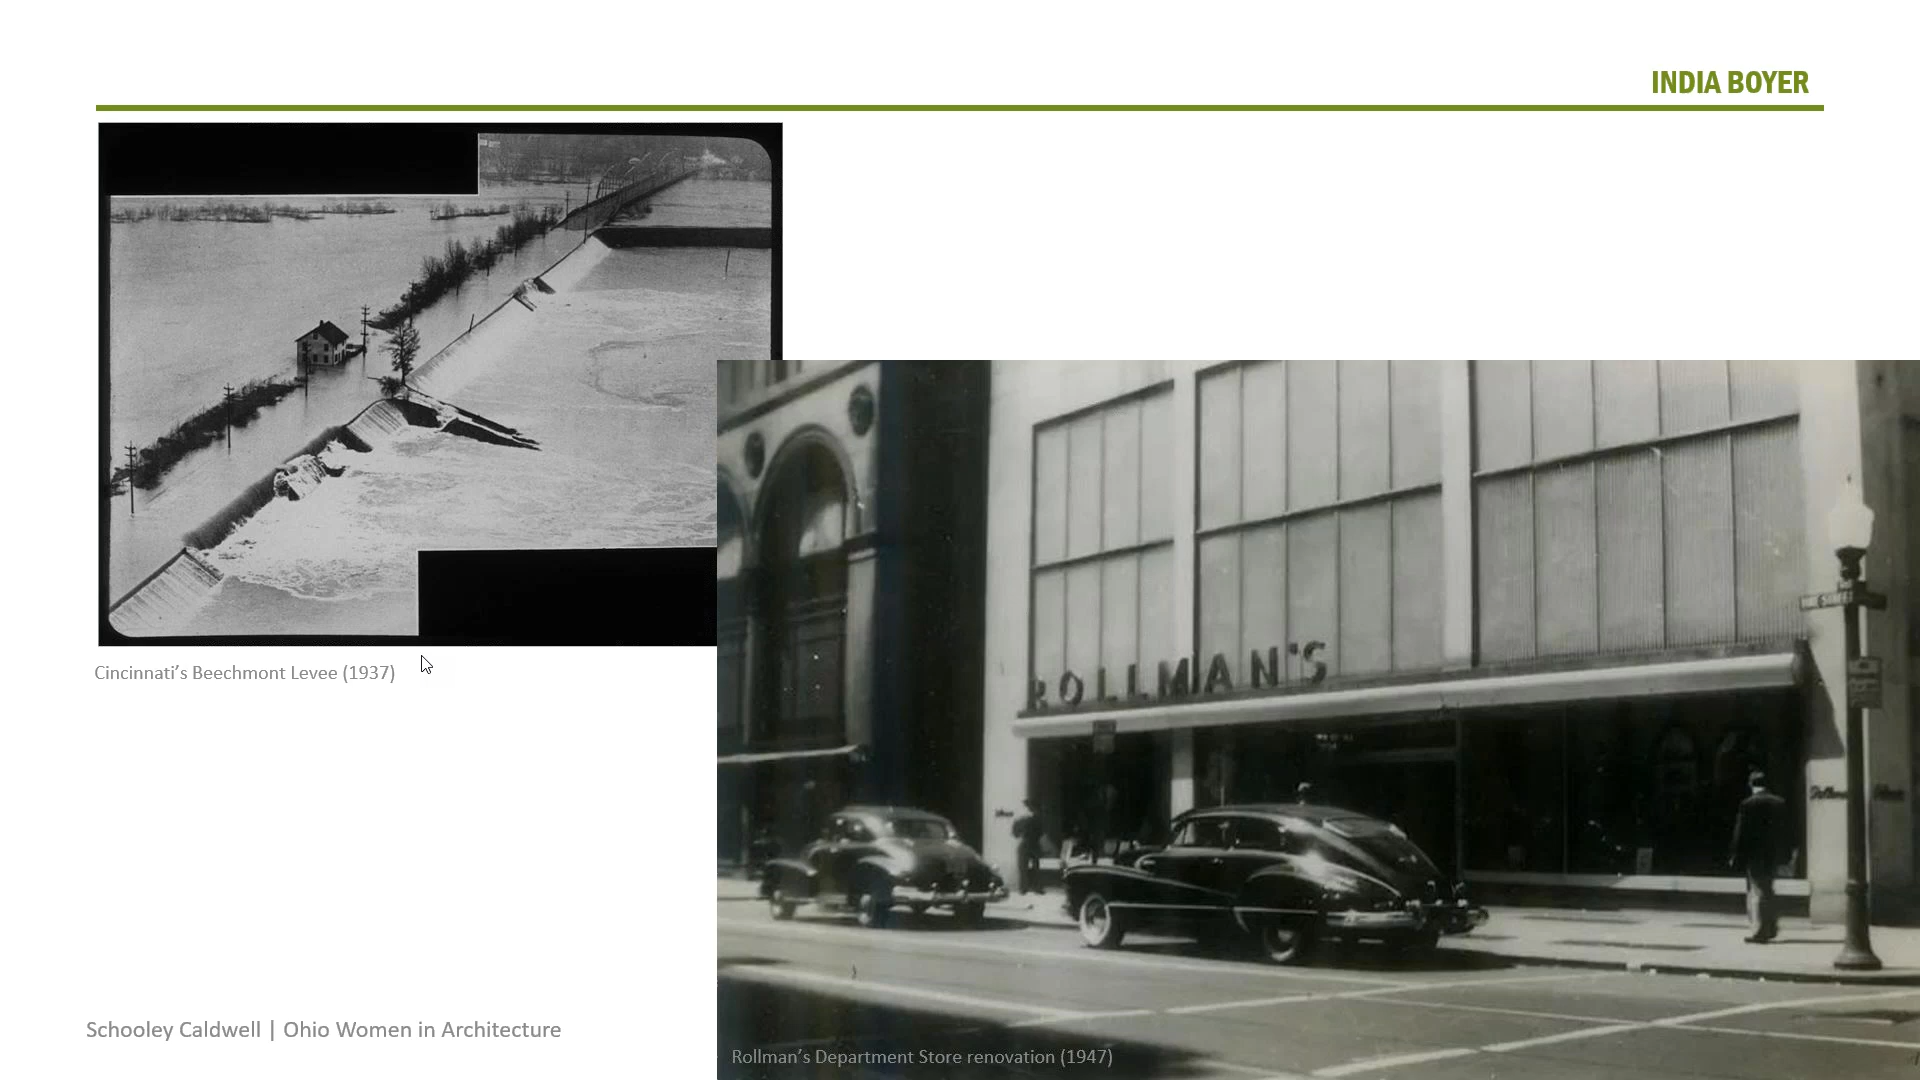 INDIA BOYER
Cincinnati’s Beechmont Levee (1937)
ROLLMAN'S
Schooley Caldwell | Ohio Women in Architecture
Rollman’s Department Store renovation (1947)